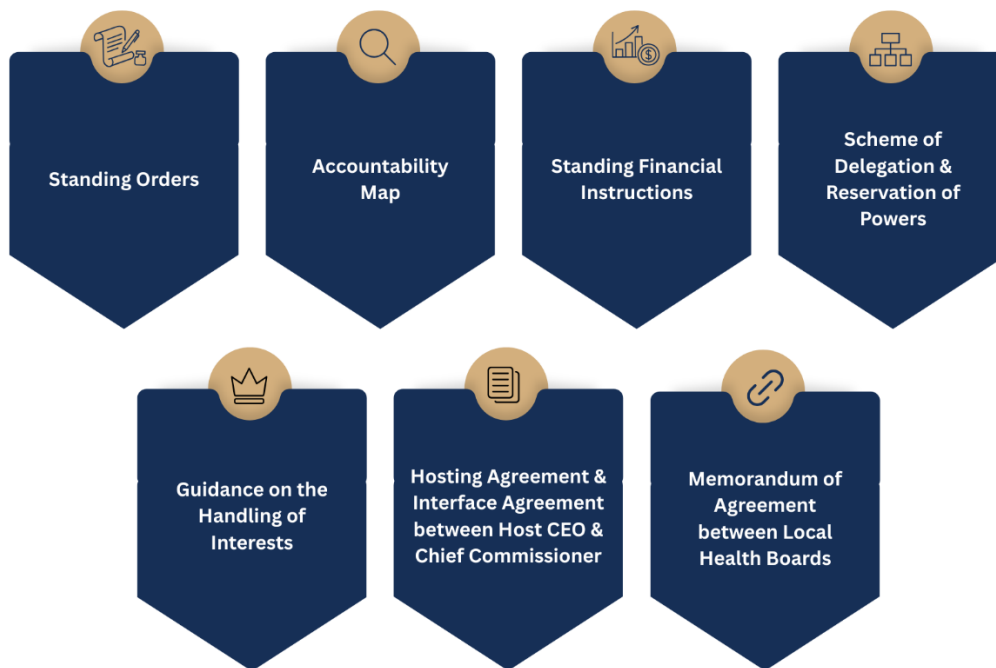 Standing Orders
Accountability
Map
Standing Financial
Instructions
Scheme of
Delegation &
Reservation of
Powers
Guidance on the
Handling of
Interests
Hosting Agreement &
Interface Agreement
between Host CEO &
Chief Commissioner
Memorandum of
Agreement
between Local
Health Boards